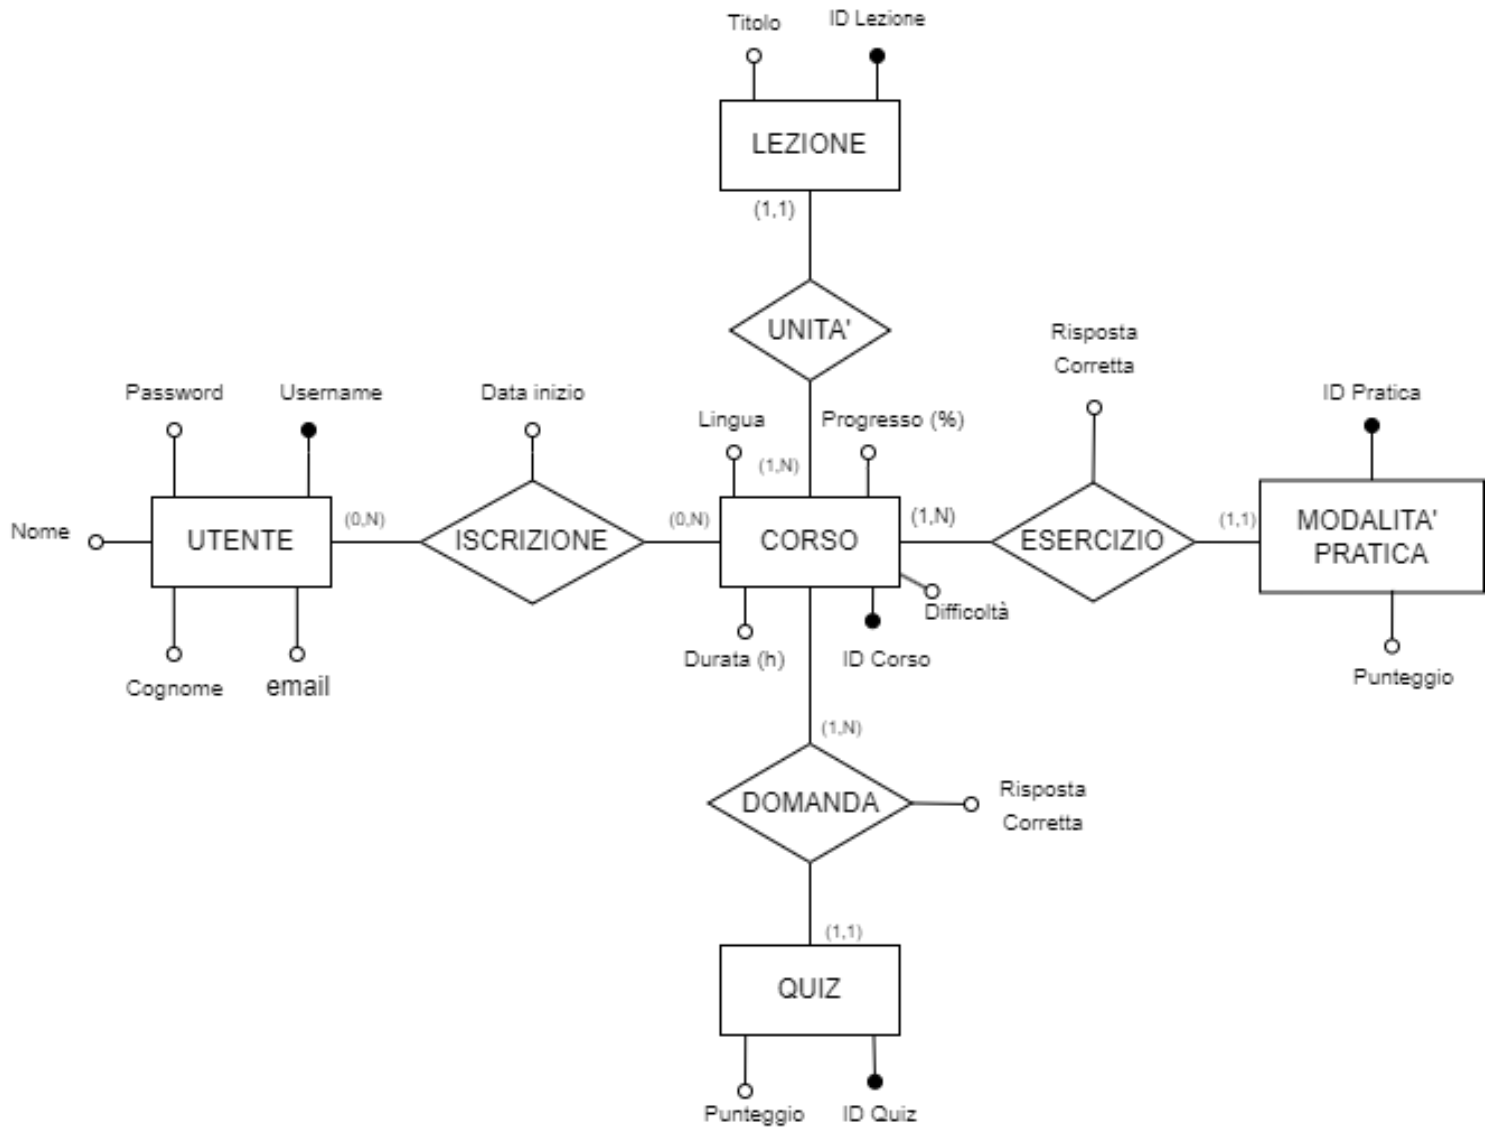 Titolo
ID Lezione
LEZIONE
(1,1)
UNITA'
Risposta
Corretta
Password
Username
Data inizio
Lingua
Progresso (%)
ID Pratica
(1,N)
Nome
UTENTE
(0,N)
ISCRIZIONE
(0,N)
CORSO
(1,N)
ESERCIZIO
(1,1)
MODALITA'
PRATICA
Difficoltà
Durata (h)
ID Corso
Cognome
email
Punteggio
(1,N)
DOMANDA
Risposta
Corretta
(1,1)
QUIZ
Punteggio
ID Quiz